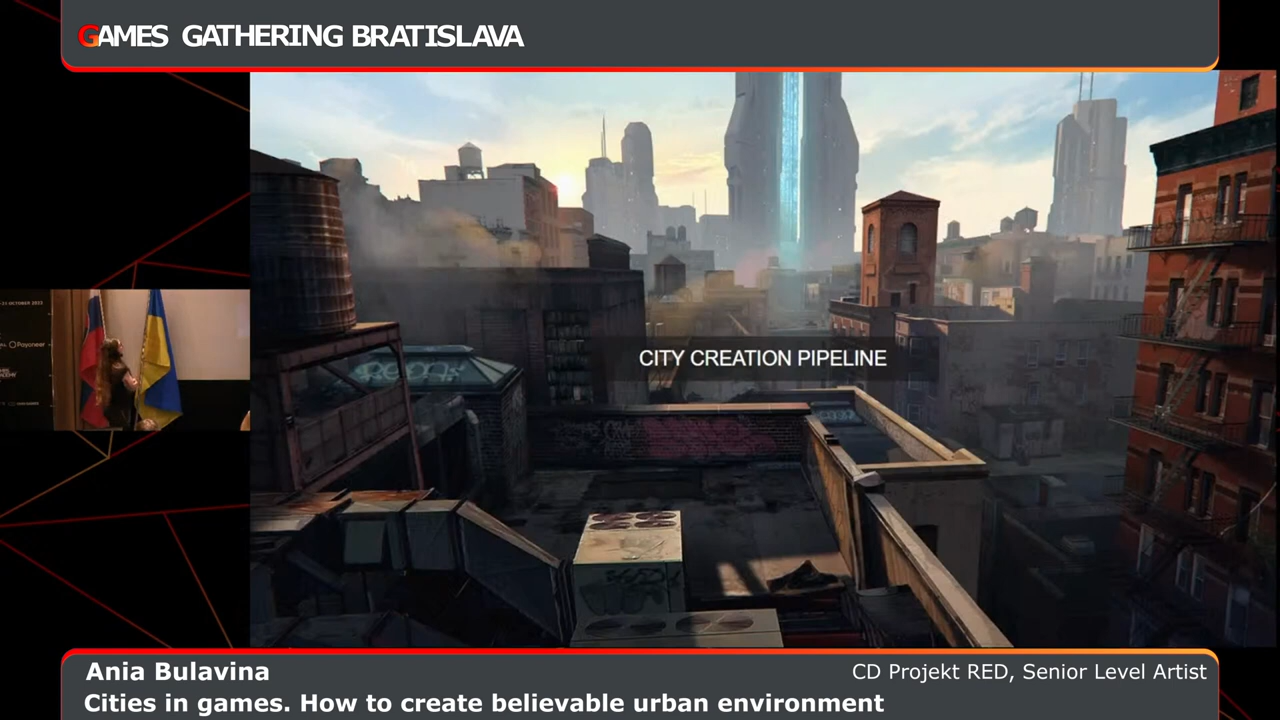 GAMES GATHERING BRATISLAVA
Payoneer
CITY CREATION PIPELINE
Ania Bulavina
CD Projekt RED, Senior Level Artist
Cities in games. How to create believable urban environment